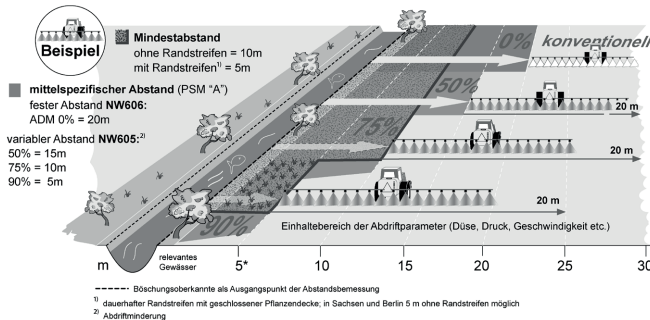 Beispiel
Mindestabstand
ohne Randstreifen = 10m
mit Randstreifen¹⁾ = 5m
mittelspezifischer Abstand (PSM "A")
fester Abstand NW606:
ADM 0% = 20m
variabler Abstand NW605:²⁾
50% = 15m
75% = 10m
90% = 5m
0%
konventionell
50%
20 m
75%
20 m
20 m
90%
Einhaltebereich der Abdriftparameter (Düse, Druck, Geschwindigkeit etc.)
m
relevantes
Gewässer
5*
10
15
20
25
30
Böschungsoberkante als Ausgangspunkt der Abstandsbemessung
¹⁾ dauerhafter Randstreifen mit geschlossener Pflanzendecke; in Sachsen und Berlin 5 m ohne Randstreifen möglich
²⁾ Abdriftminderung